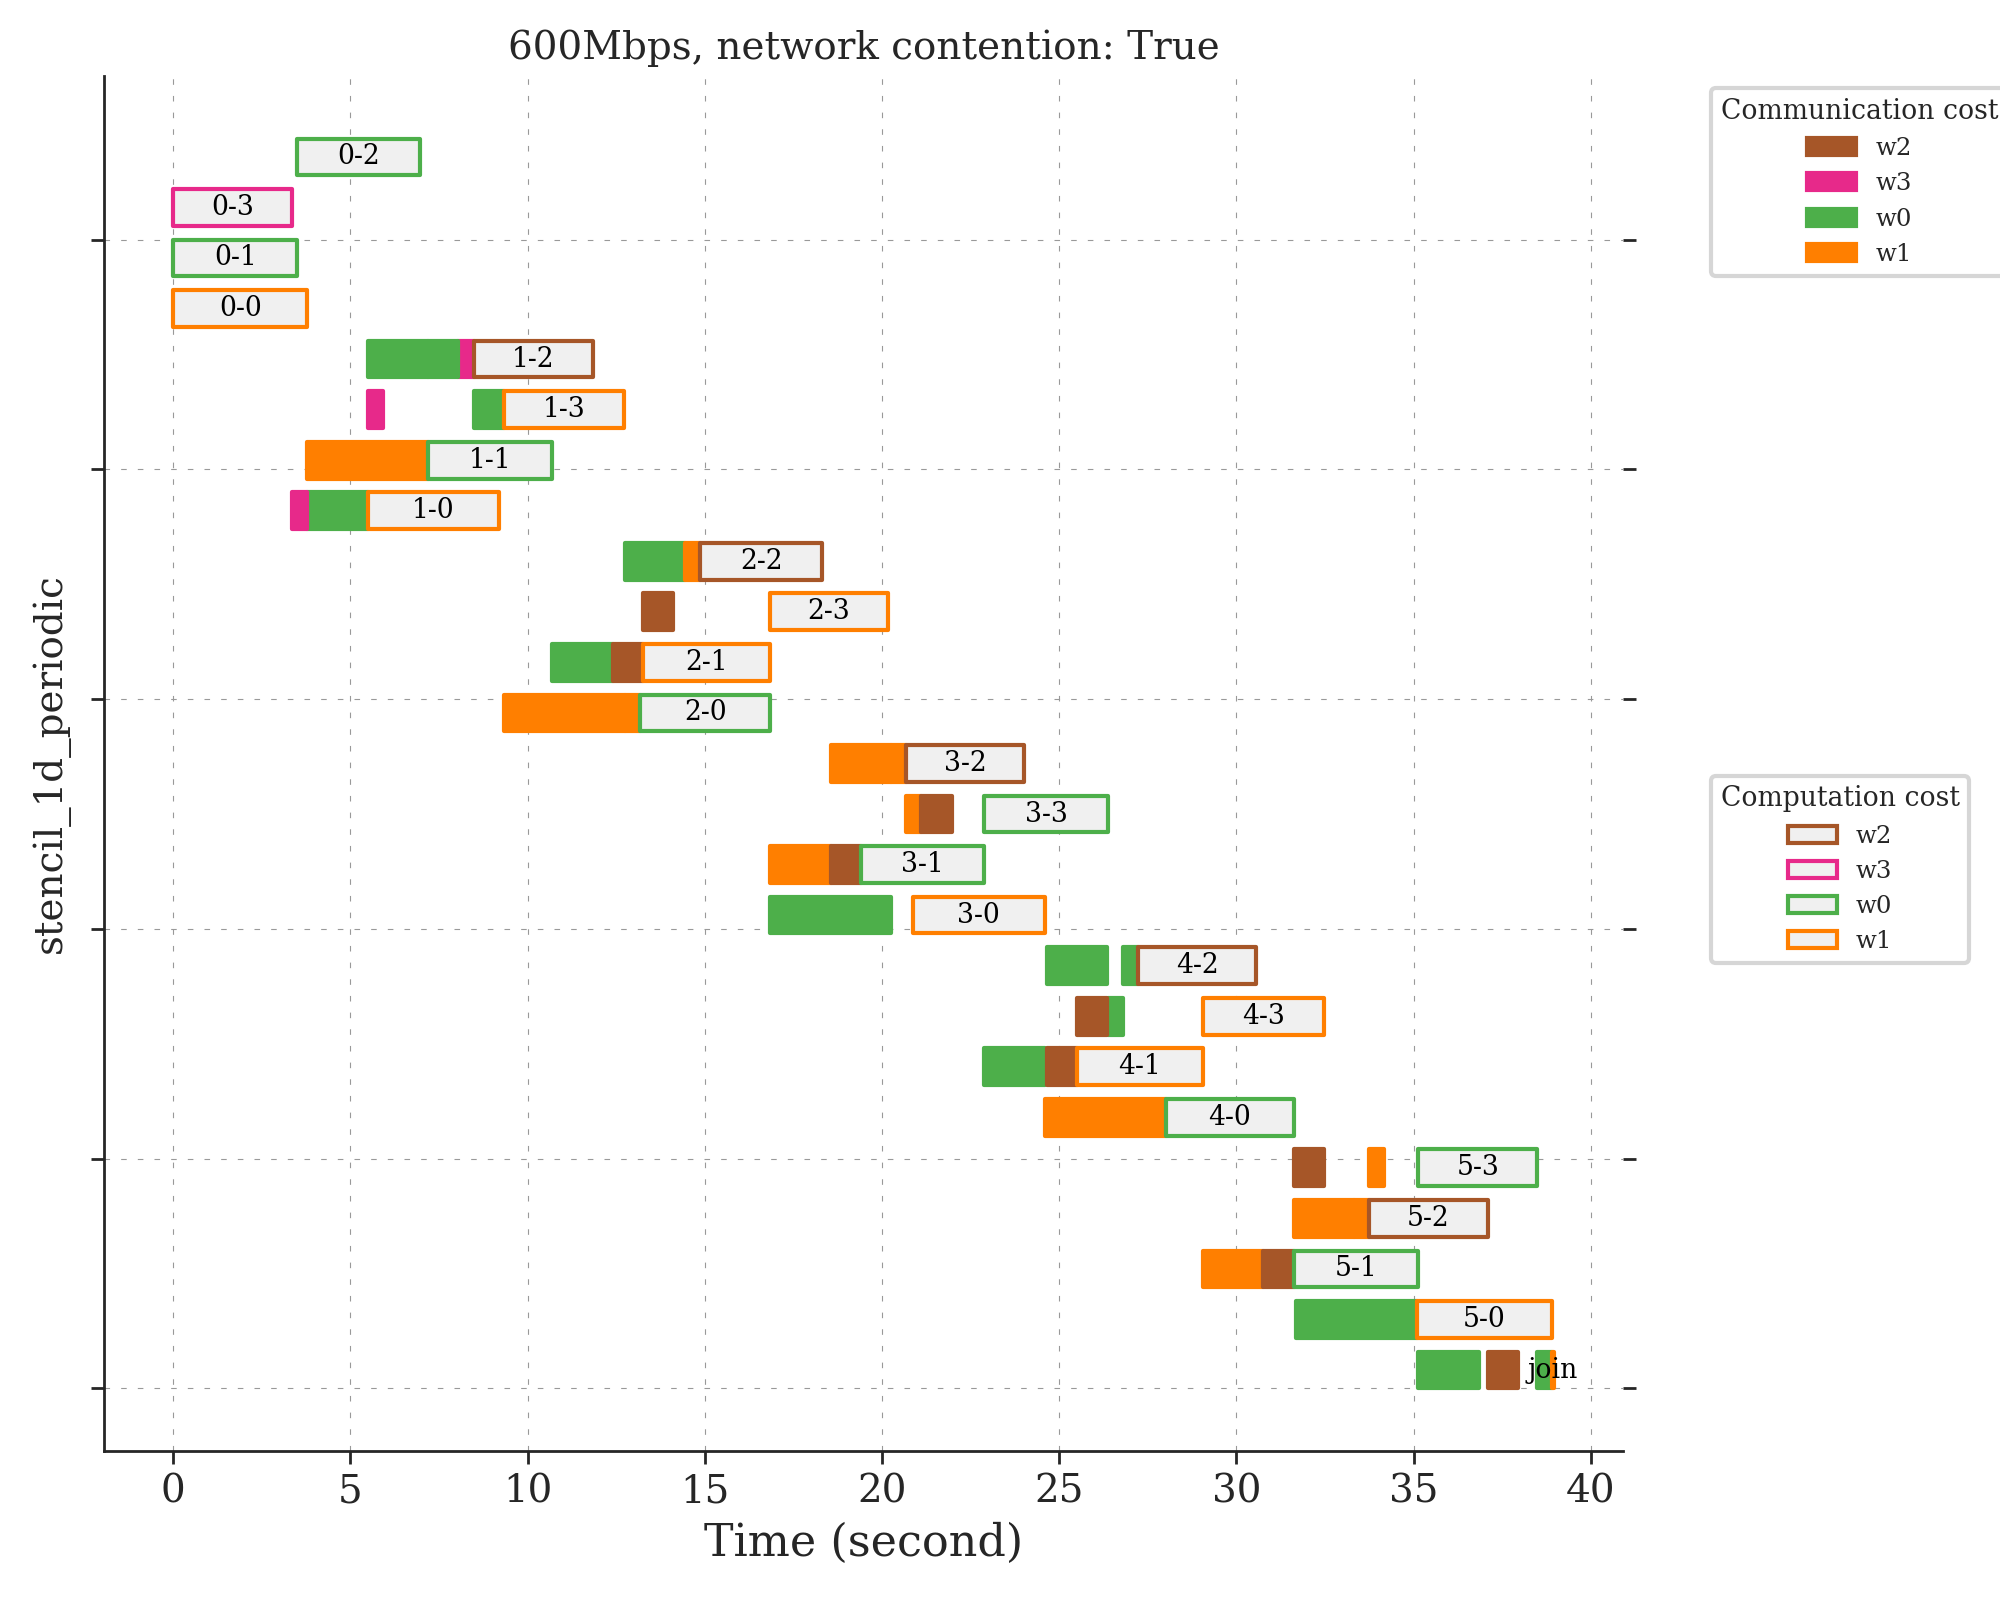 600Mbps, network contention: True
Communication cost
w2
w3
w0
w1
0-2
0-3
0-1
0-0
1-2
1-3
1-1
1-0
2-2
2-3
2-1
2-0
3-2
3-3
3-1
3-0
4-2
4-3
4-1
4-0
5-3
5-2
5-1
5-0
join
Computation cost
w2
w3
w0
w1
stencil_1d_periodic
0 5 10 15 20 25 30 35 40
Time (second)